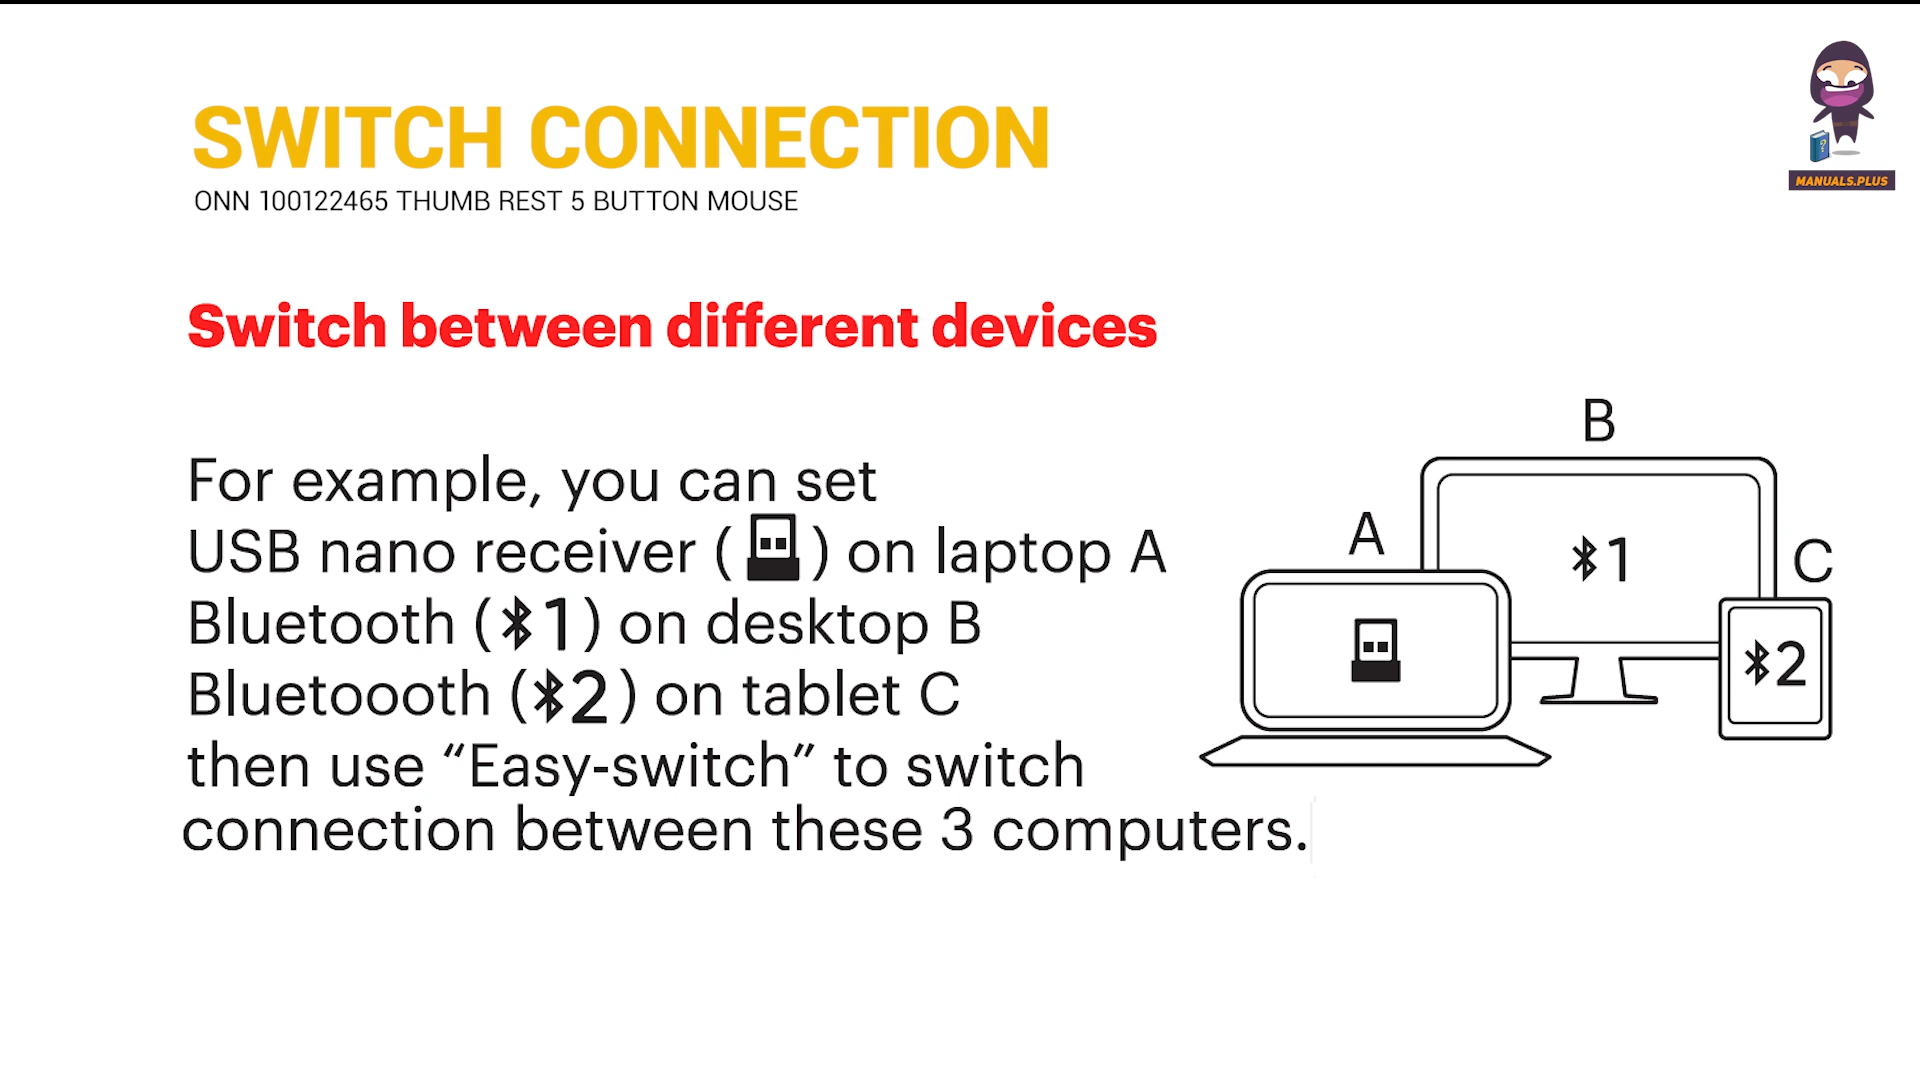 SWITCH CONNECTION
ONN 100122465 THUMB REST 5 BUTTON MOUSE
MANUALS.PLUS
Switch between different devices
For example, you can set
USB nano receiver ( ) on laptop A
Bluetooth ( 1 ) on desktop B
Bluetoooth ( 2 ) on tablet C
then use “Easy-switch” to switch
connection between these 3 computers.
A
B
1
C
2
?